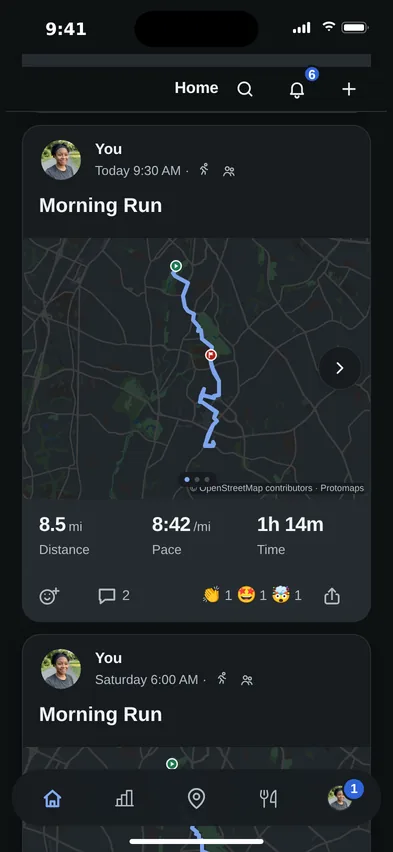 9:41
Home
6
You
Today 9:30 AM ·
Morning Run
© OpenStreetMap contributors · Protomaps
8.5 mi
8:42 /mi
1h 14m
Distance
Pace
Time
2
1
1
1
You
Saturday 6:00 AM ·
Morning Run
1